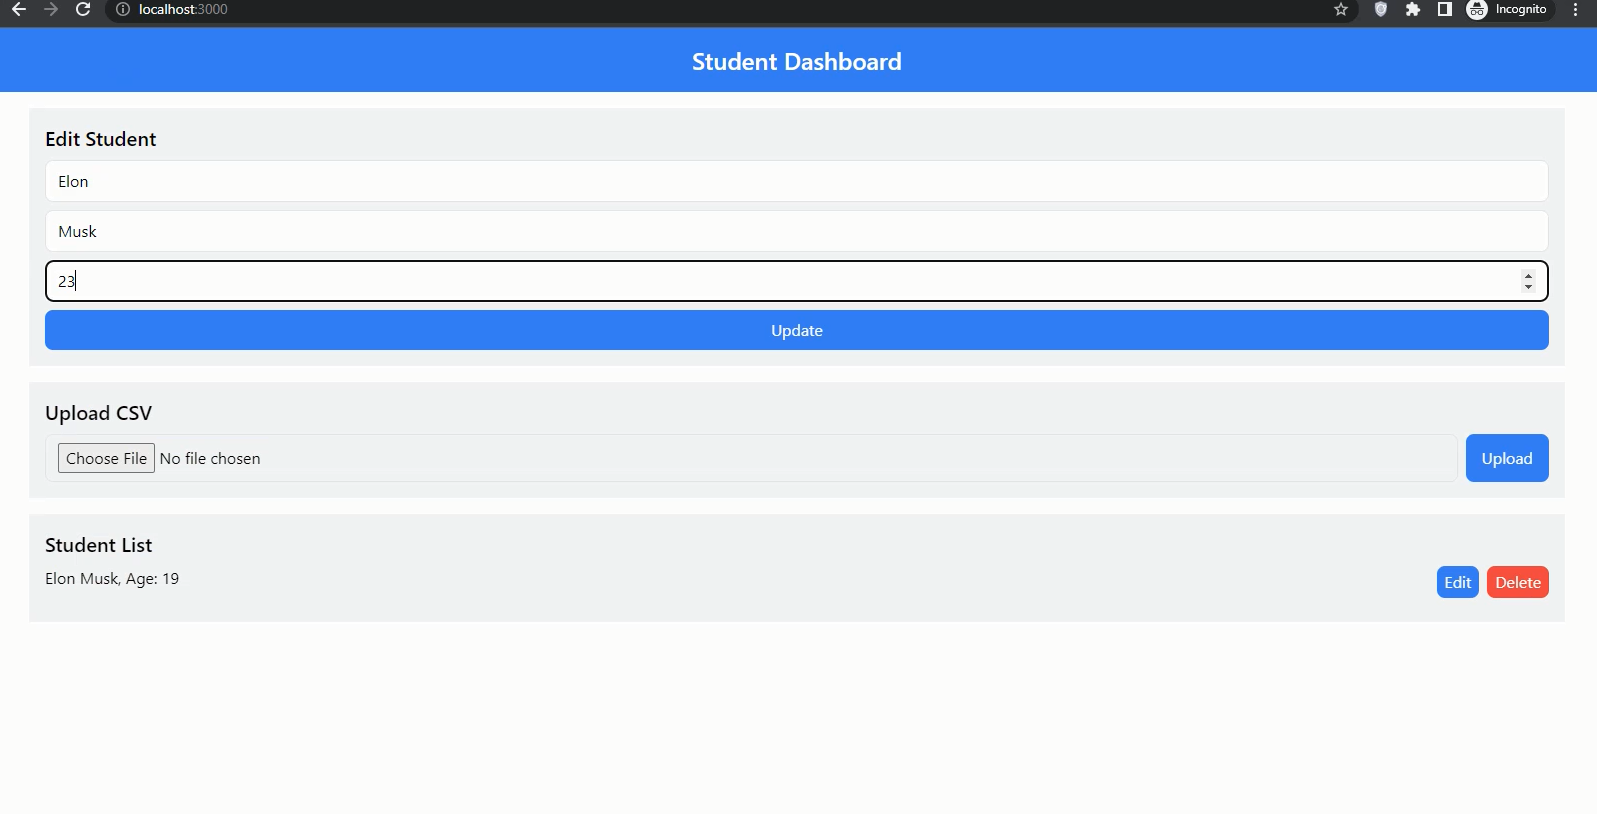 localhost:3000
Incognito
Student Dashboard
Edit Student
Elon
Musk
23
Update
Upload CSV
Choose File No file chosen
Upload
Student List
Elon Musk, Age: 19
Edit Delete